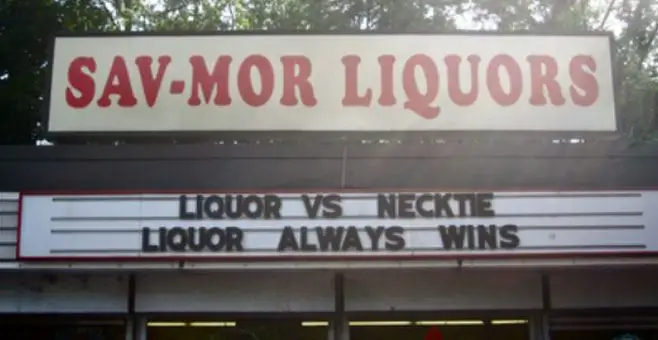 SAV-MOR LIQUORS
LIQUOR VS NECKTIE
LIQUOR ALWAYS WINS